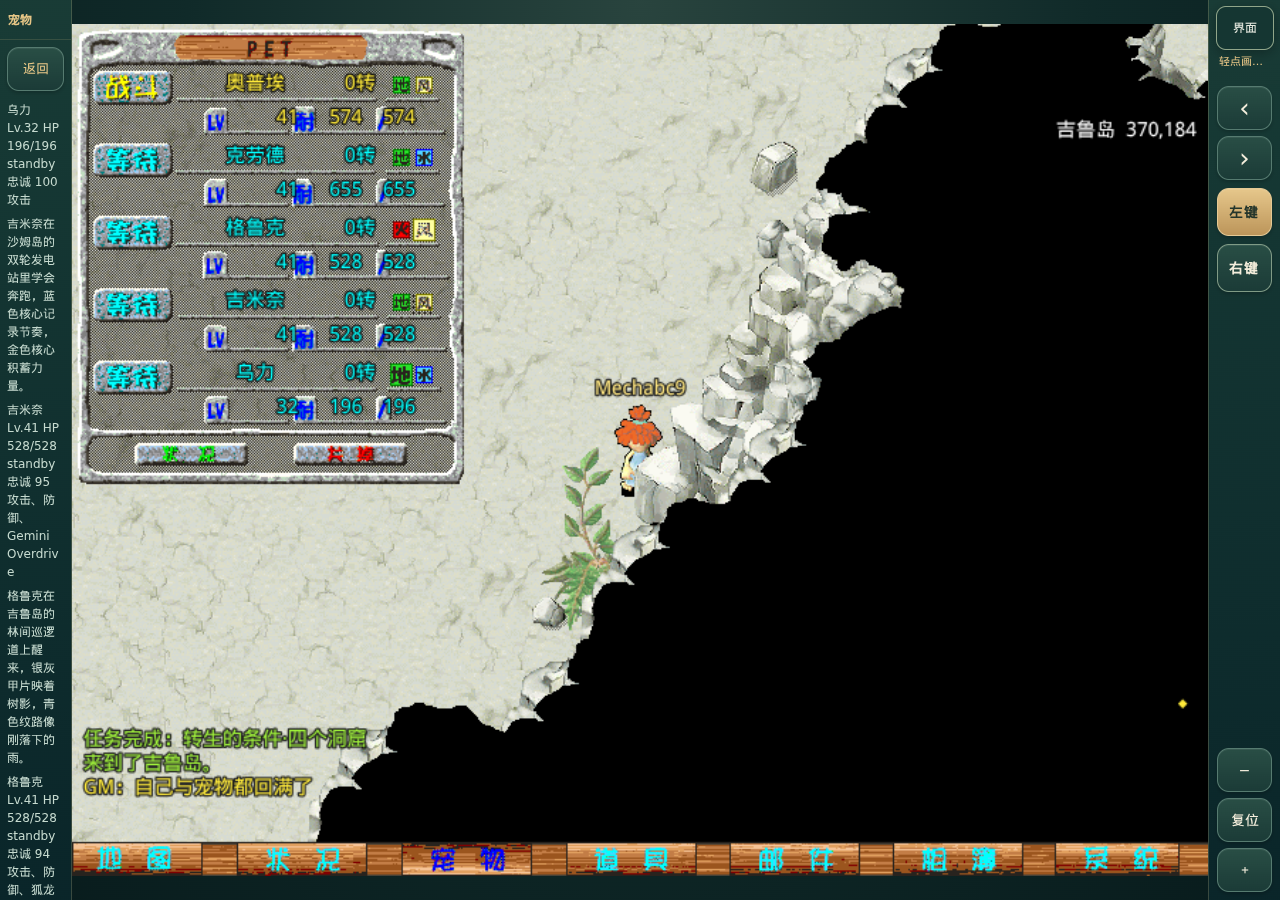 宠物
返回
乌力
Lv.32 HP
196/196
standby
忠诚 100
攻击
吉米奈在
沙姆岛的
双轮发电
站里学会
奔跑，蓝
色核心记
录节奏，
金色核心
积蓄力
量。
吉米奈
Lv.41 HP
528/528
standby
忠诚 95
攻击、防
御、
Gemini
Overdriv
e
格鲁克在
吉鲁岛的
林间巡逻
道上醒
来，银灰
甲片映着
树影，青
色纹路像
刚落下的
雨。
格鲁克
Lv.41 HP
528/528
standby
忠诚 94
攻击、防
御、狐龙
PET
战斗 奥普埃 0转 地 风
LV 41 耐 574 / 574
等待 克劳德 0转 地 水
LV 41 耐 655 / 655
等待 格鲁克 0转 火 风
LV 41 耐 528 / 528
等待 吉米奈 0转 地 风
LV 41 耐 528 / 528
等待 乌力 0转 地 水
LV 32 耐 196 / 196
状况
吉鲁岛 370,184
Mechabc9
任务完成：转生的条件·四个洞窟
来到了吉鲁岛。
GM：自己与宠物都回满了
地图 状况 宠物 道具 邮件 相簿 系统
界面
轻点画...
‹
›
左键
右键
−
复位
+